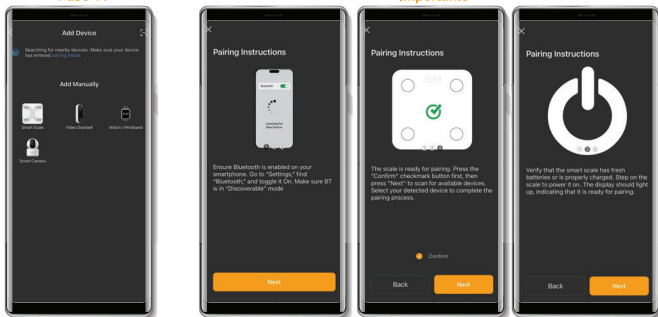 Add Device
Searching for nearby devices. Make sure your device
has entered pairing mode.
Add Manually
Smart Scale
Video Doorbell
Watch / Wristband
Smart Camera
Pairing Instructions
Bluetooth
Ensure Bluetooth is enabled on your
smartphone. Go to "Settings," find
"Bluetooth," and toggle it On. Make sure BT
is in "Discoverable" mode
Next
Pairing Instructions
The scale is ready for pairing. Press the
"Confirm" checkmark button first, then
press "Next" to scan for available devices.
Select your detected device to complete the
pairing process.
Confirm
Back
Next
Pairing Instructions
1 2 3
Verify that the smart scale has fresh
batteries or is properly charged. Step on the
scale to power it on. The display should light
up, indicating that it is ready for pairing.
Back
Next